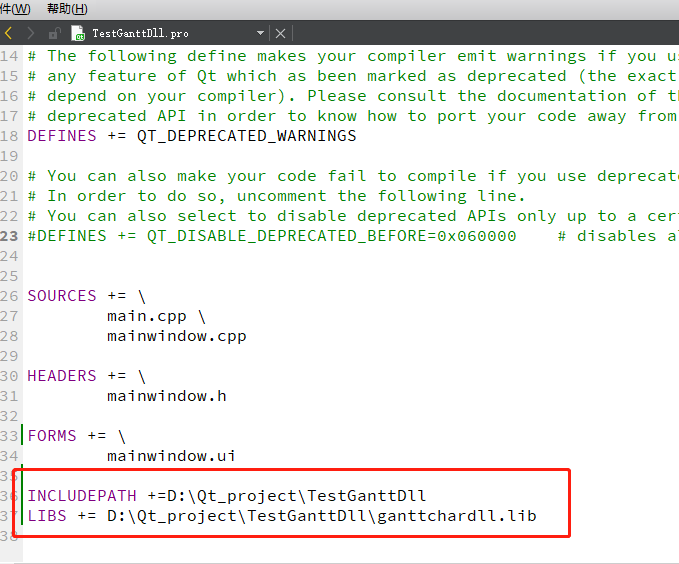 件(W) 帮助(H)
TestGanttDll.pro
14 # The following define makes your compiler emit warnings if you us
15 # any feature of Qt which as been marked as deprecated (the exact
16 # depend on your compiler). Please consult the documentation of th
17 # deprecated API in order to know how to port your code away from
18 DEFINES += QT_DEPRECATED_WARNINGS
19
20 # You can also make your code fail to compile if you use deprecate
21 # In order to do so, uncomment the following line.
22 # You can also select to disable deprecated APIs only up to a cer
23 #DEFINES += QT_DISABLE_DEPRECATED_BEFORE=0x060000 # disables al
24
25
26 SOURCES += \
27 main.cpp \
28 mainwindow.cpp
29
30 HEADERS += \
31 mainwindow.h
32
33 FORMS += \
34 mainwindow.ui
35
36 INCLUDEPATH +=D:\Qt_project\TestGanttDll
37 LIBS += D:\Qt_project\TestGanttDll\ganttchardll.lib
38